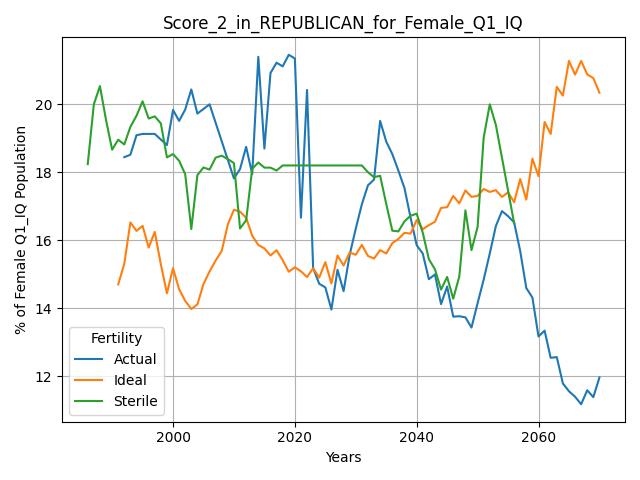 Score_2_in_REPUBLICAN_for_Female_Q1_IQ
% of Female Q1_IQ Population
20
18
16
14
12
Fertility
Actual
Ideal
Sterile
2000
2020
2040
2060
Years